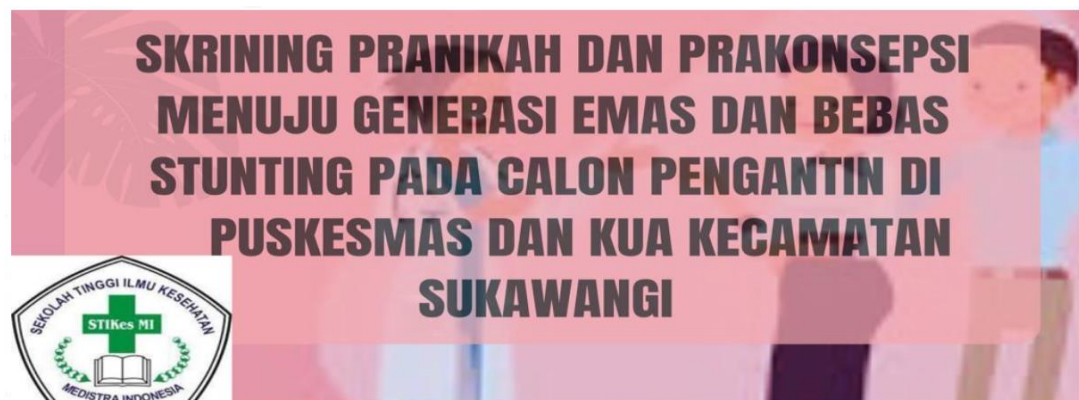 SKRINING PRANIKAH DAN PRAKONSEPSI
MENUJU GENERASI EMAS DAN BEBAS
STUNTING PADA CALON PENGANTIN DI
PUSKESMAS DAN KUA KECAMATAN
SUKAWANGI
SEKOLAH TINGGI ILMU KESEHATAN
STIKes MI
MEDISTRA INDONESIA